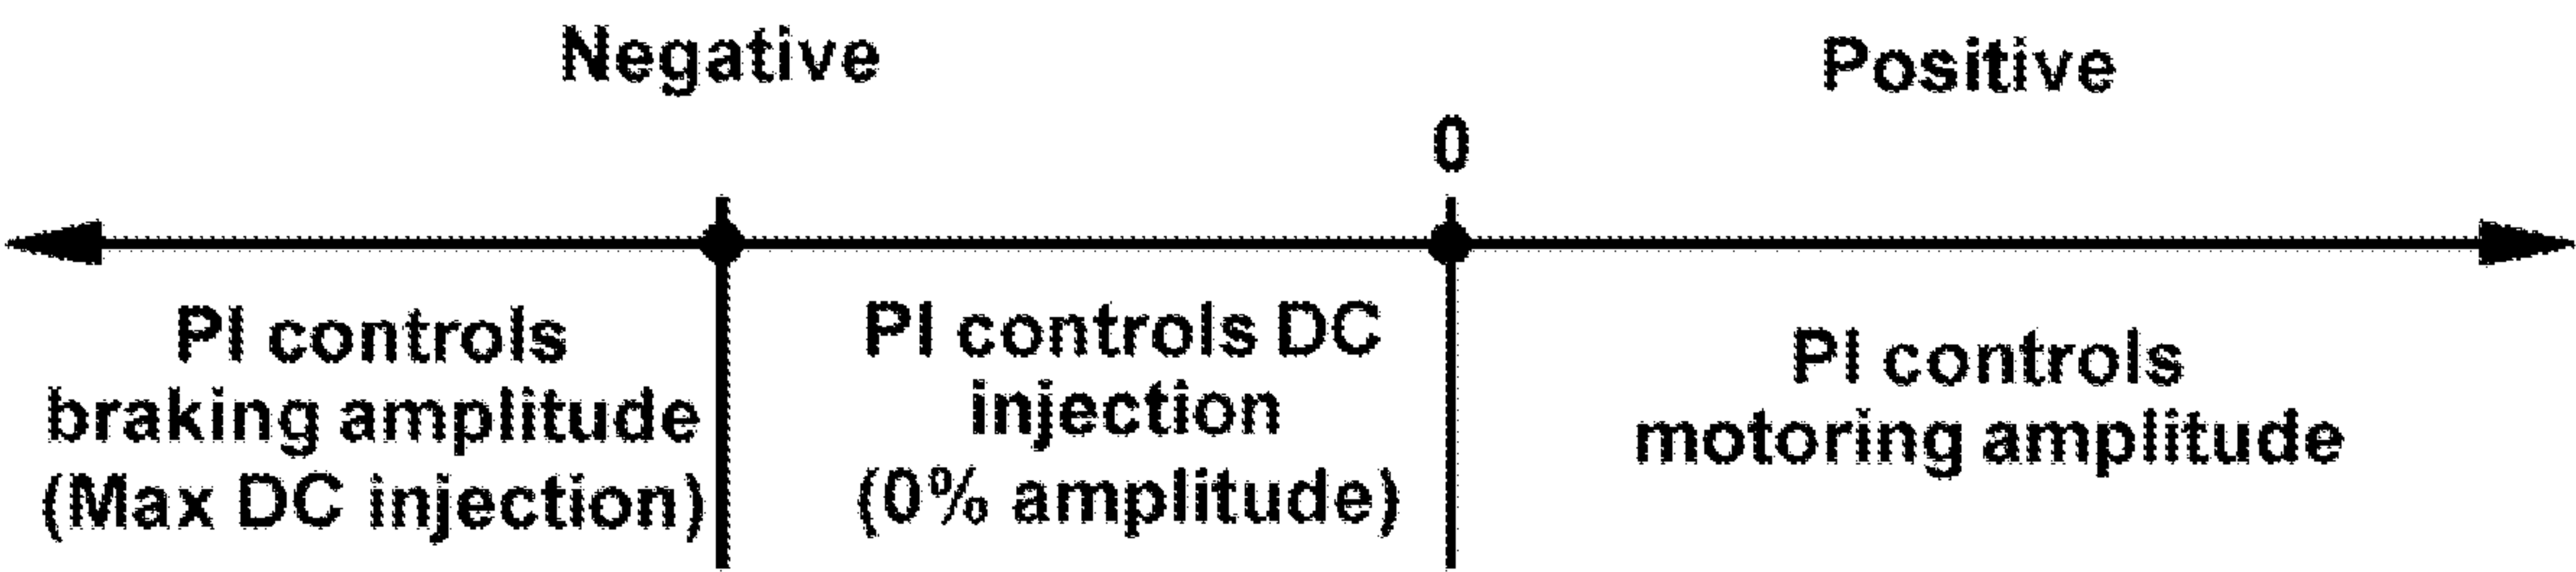 Negative
Positive
0
PI controls
braking amplitude
(Max DC injection)
PI controls DC
injection
(0% amplitude)
PI controls
motoring amplitude